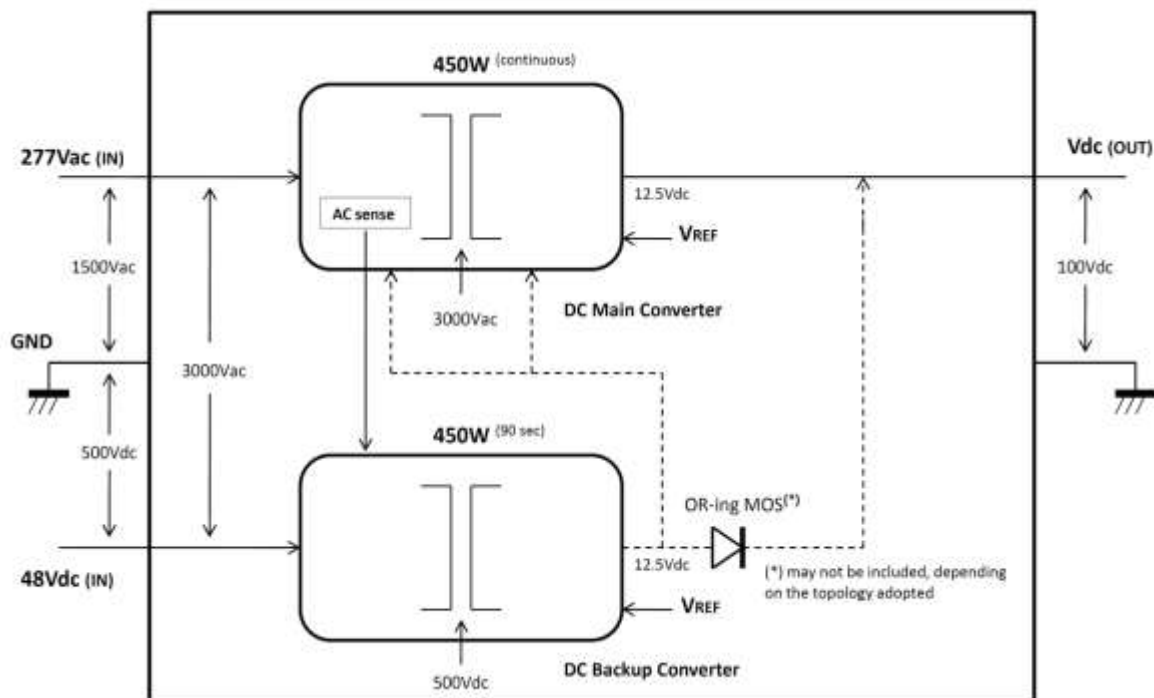 450W (continuous)
277Vac (IN)
Vdc (OUT)
AC sense
12.5Vdc
VREF
1500Vac
100Vdc
3000Vac
DC Main Converter
GND
3000Vac
450W (90 sec)
500Vdc
OR-ing MOS(*)
12.5Vdc
48Vdc (IN)
(*) may not be included, depending
on the topology adopted
VREF
DC Backup Converter
500Vdc